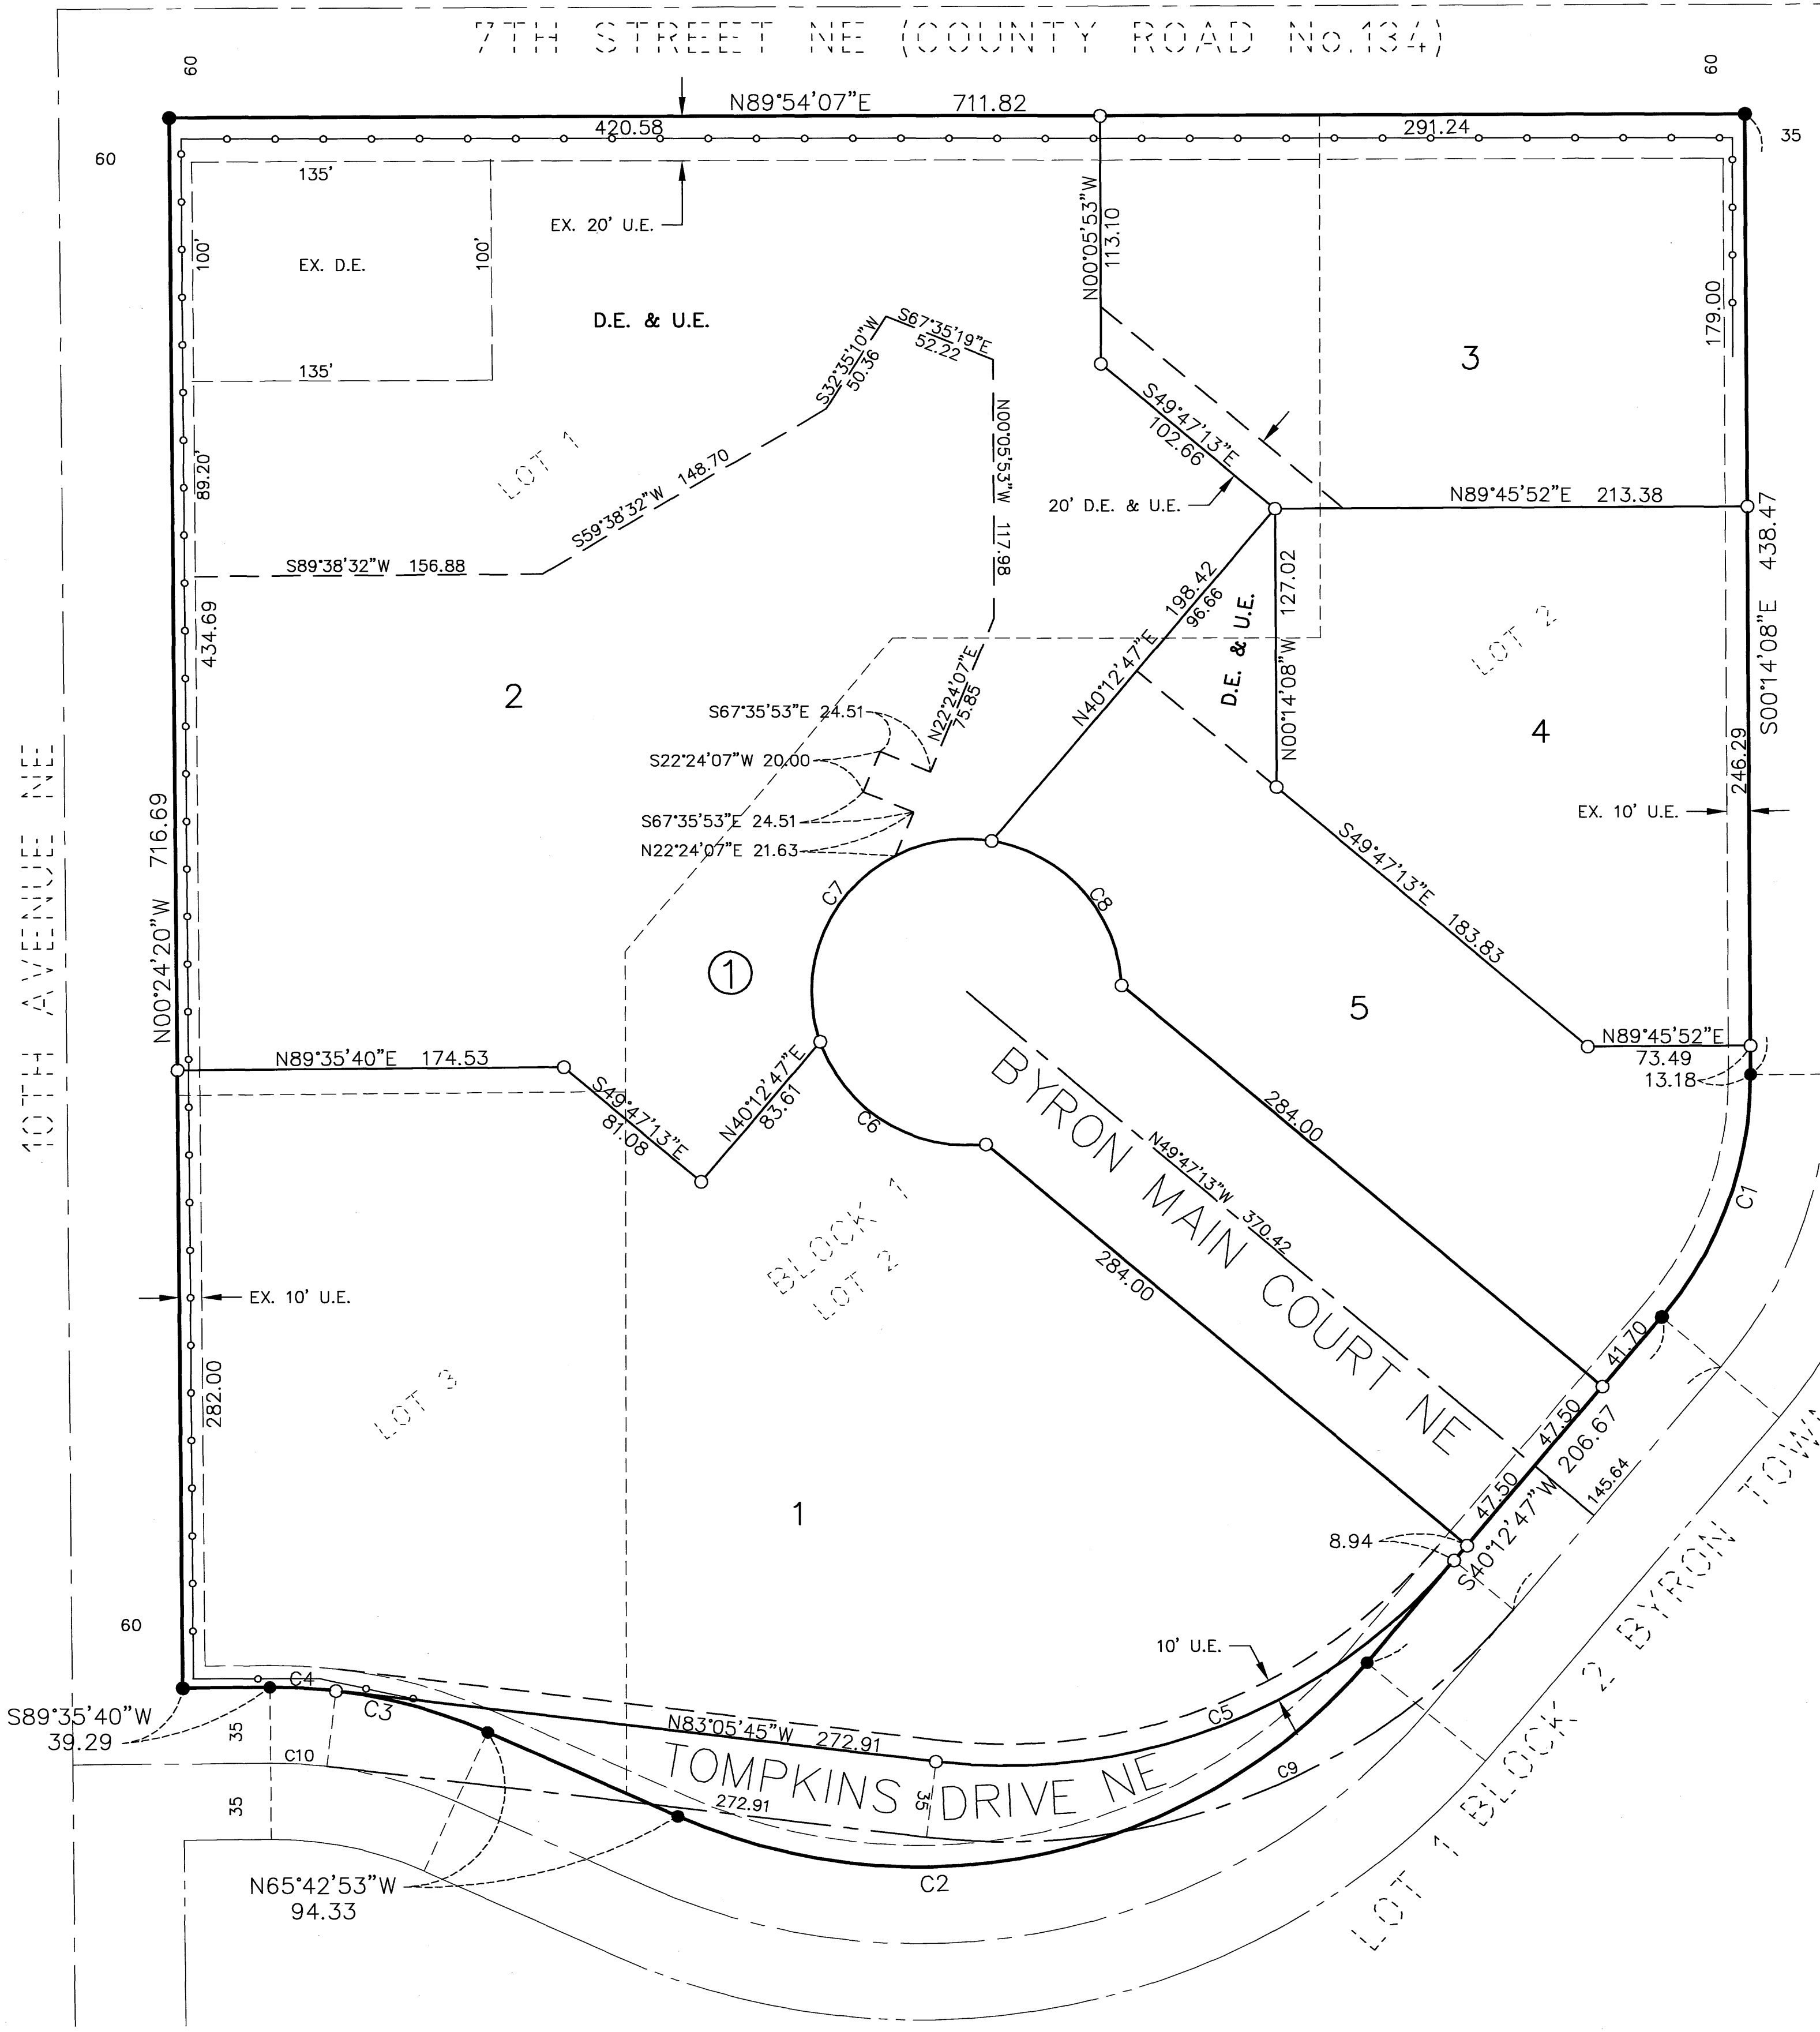 7TH STREET NE (COUNTY ROAD No.134)
60
60
N89°54'07"E 711.82
420.58
291.24
35
60
135'
EX. 20' U.E.
100'
100'
EX. D.E.
135'
D.E. & U.E.
N00°05'53"W
113.10
179.00
3
S67°35'19"E
52.22
S32°35'10"W
50.36
S49°47'13"E
102.66
N00°05'53"W 117.98
89.20'
LOT 1
S59°38'32"W 148.70
20' D.E. & U.E.
N89°45'52"E 213.38
S89°38'32"W 156.88
434.69
198.42
96.66
N40°12'47"E
D.E. & U.E.
127.02
N00°14'08"W
LOT 2
438.47
S00°14'08"E
2
N22°24'07"E
75.85
S67°35'53"E 24.51
S22°24'07"W 20.00
S67°35'53"E 24.51
N22°24'07"E 21.63
4
246.29
EX. 10' U.E.
10TH AVENUE NE
N00°24'20"W 716.69
C7
C8
S49°47'13"E 183.83
1
5
N89°35'40"E 174.53
S49°47'13"E
81.08
N40°12'47"E
83.61
C6
N89°45'52"E
73.49
13.18
284.00
BYRON MAIN COURT NE
N49°47'13"W 370.42
284.00
C1
BLOCK 1
LOT 2
EX. 10' U.E.
282.00
LOT 3
41.70
47.50
206.67
47.50
S40°12'47"W
145.64
8.94
1
60
10' U.E.
C4
C3
S89°35'40"W
39.29
35
C10
35
N83°05'45"W 272.91
C5
TOMPKINS DRIVE NE
272.91
35
C9
N65°42'53"W
94.33
C2
LOT 1 BLOCK 2 BYRON